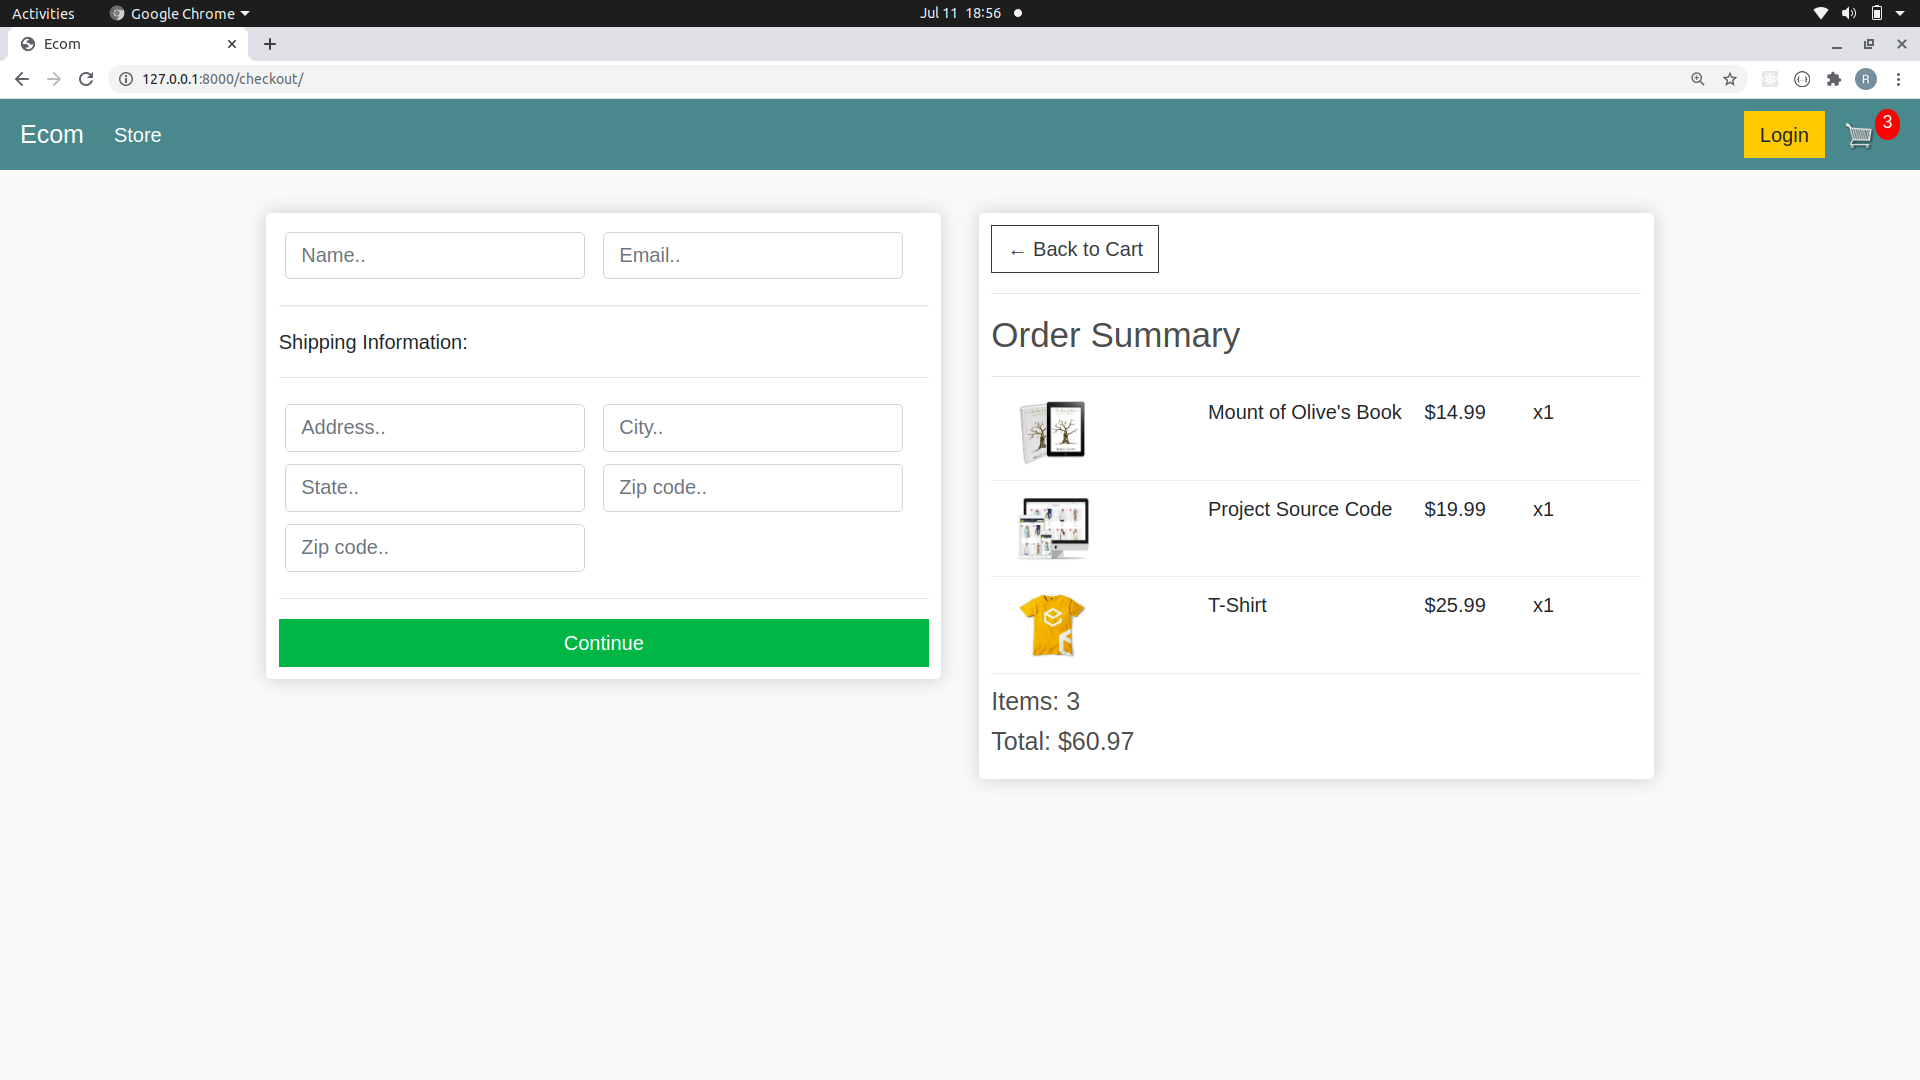 Activities Google Chrome Jul 11 18:56
Ecom
127.0.0.1:8000/checkout/ R
Ecom Store Login 3
Name.. Email..
Shipping Information:
Address.. City..
State.. Zip code..
Zip code..
Continue
← Back to Cart
Order Summary
Mount of Olive's Book $14.99 x1
Project Source Code $19.99 x1
T-Shirt $25.99 x1
Items: 3
Total: $60.97